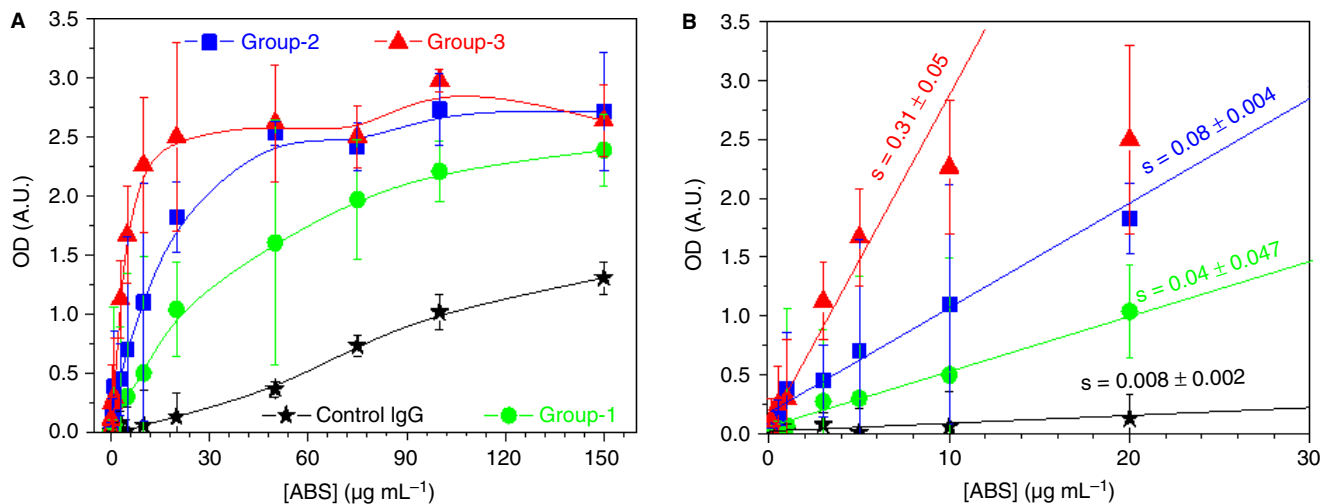 A
Group-2 Group-3
3.5
3.0
2.5
2.0
1.5
1.0
0.5
0.0
OD (A.U.)
Control IgG Group-1
0 30 60 90 120 150
[ABS] (µg mL⁻¹)
B
3.5
3.0
2.5
2.0
1.5
1.0
0.5
0.0
OD (A.U.)
s = 0.31 ± 0.05
s = 0.08 ± 0.004
s = 0.04 ± 0.047
s = 0.008 ± 0.002
0 10 20 30
[ABS] (µg mL⁻¹)